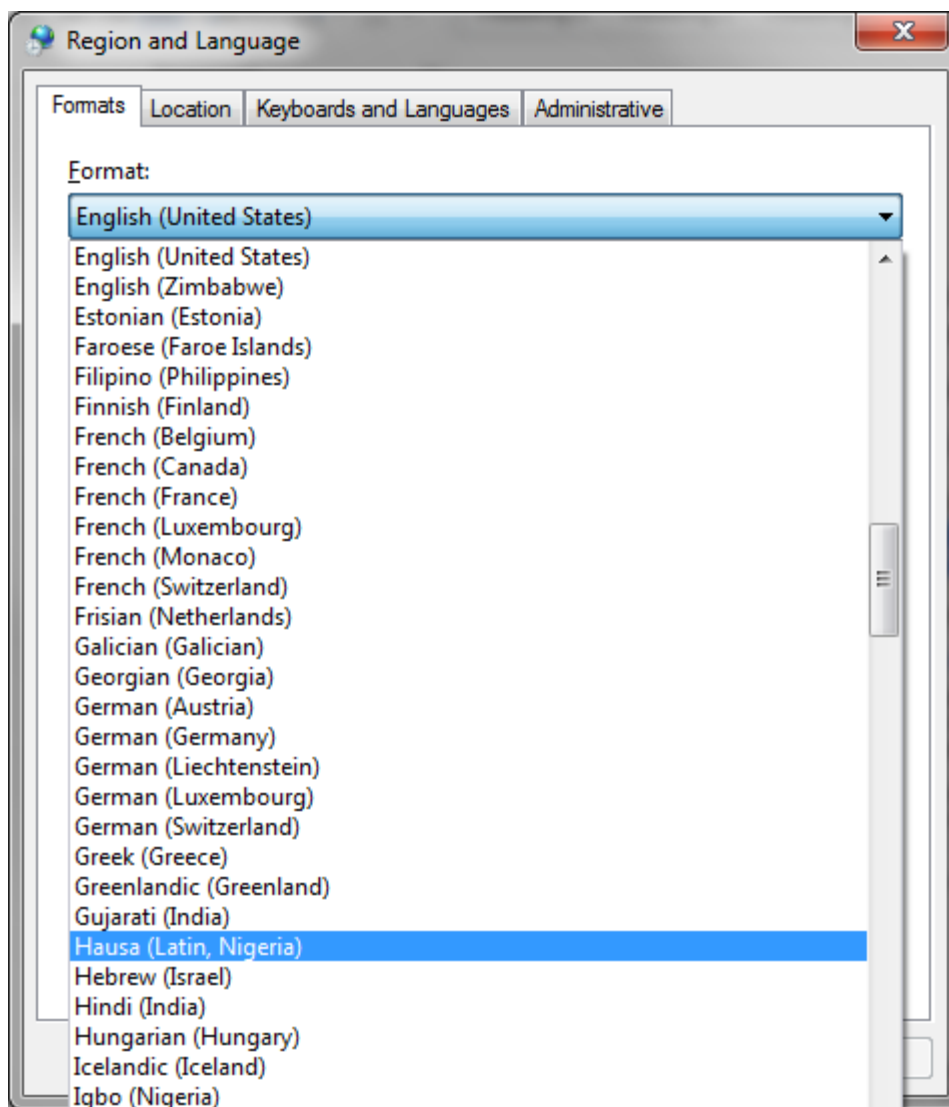 Region and Language
Formats Location Keyboards and Languages Administrative
Format:
English (United States)
English (United States)
English (Zimbabwe)
Estonian (Estonia)
Faroese (Faroe Islands)
Filipino (Philippines)
Finnish (Finland)
French (Belgium)
French (Canada)
French (France)
French (Luxembourg)
French (Monaco)
French (Switzerland)
Frisian (Netherlands)
Galician (Galician)
Georgian (Georgia)
German (Austria)
German (Germany)
German (Liechtenstein)
German (Luxembourg)
German (Switzerland)
Greek (Greece)
Greenlandic (Greenland)
Gujarati (India)
Hausa (Latin, Nigeria)
Hebrew (Israel)
Hindi (India)
Hungarian (Hungary)
Icelandic (Iceland)
Igbo (Nigeria)